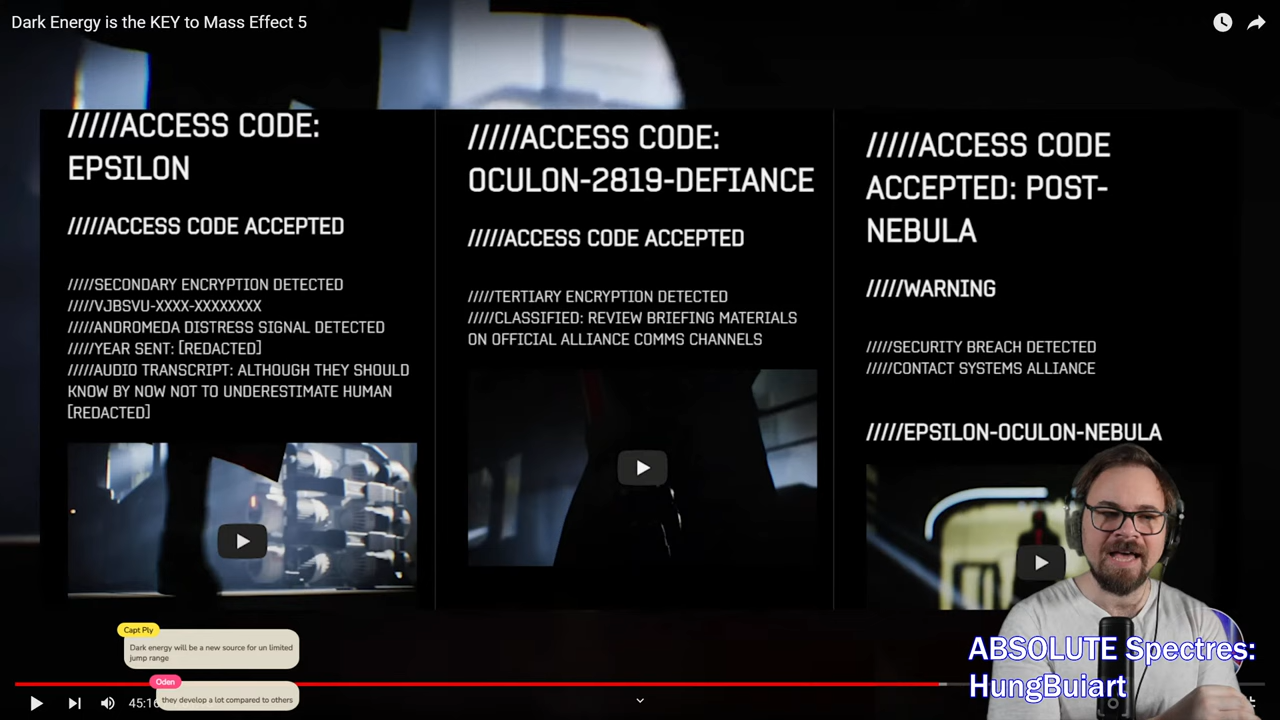 Dark Energy is the KEY to Mass Effect 5
/////ACCESS CODE:
EPSILON
/////ACCESS CODE ACCEPTED
/////SECONDARY ENCRYPTION DETECTED
/////VJBSVU-XXXX-XXXXXXXX
/////ANDROMEDA DISTRESS SIGNAL DETECTED
/////YEAR SENT: [REDACTED]
/////AUDIO TRANSCRIPT: ALTHOUGH THEY SHOULD
KNOW BY NOW NOT TO UNDERESTIMATE HUMAN
[REDACTED]
/////ACCESS CODE:
OCULON-2819-DEFIANCE
/////ACCESS CODE ACCEPTED
/////TERTIARY ENCRYPTION DETECTED
/////CLASSIFIED: REVIEW BRIEFING MATERIALS
ON OFFICIAL ALLIANCE COMMS CHANNELS
/////ACCESS CODE
ACCEPTED: POST-
NEBULA
/////WARNING
/////SECURITY BREACH DETECTED
/////CONTACT SYSTEMS ALLIANCE
/////EPSILON-OCULON-NEBULA
Capt Ply
Dark energy will be a new source for un limited
jump range
Oden
they develop a lot compared to others
ABSOLUTE Spectres:
HungBuiart